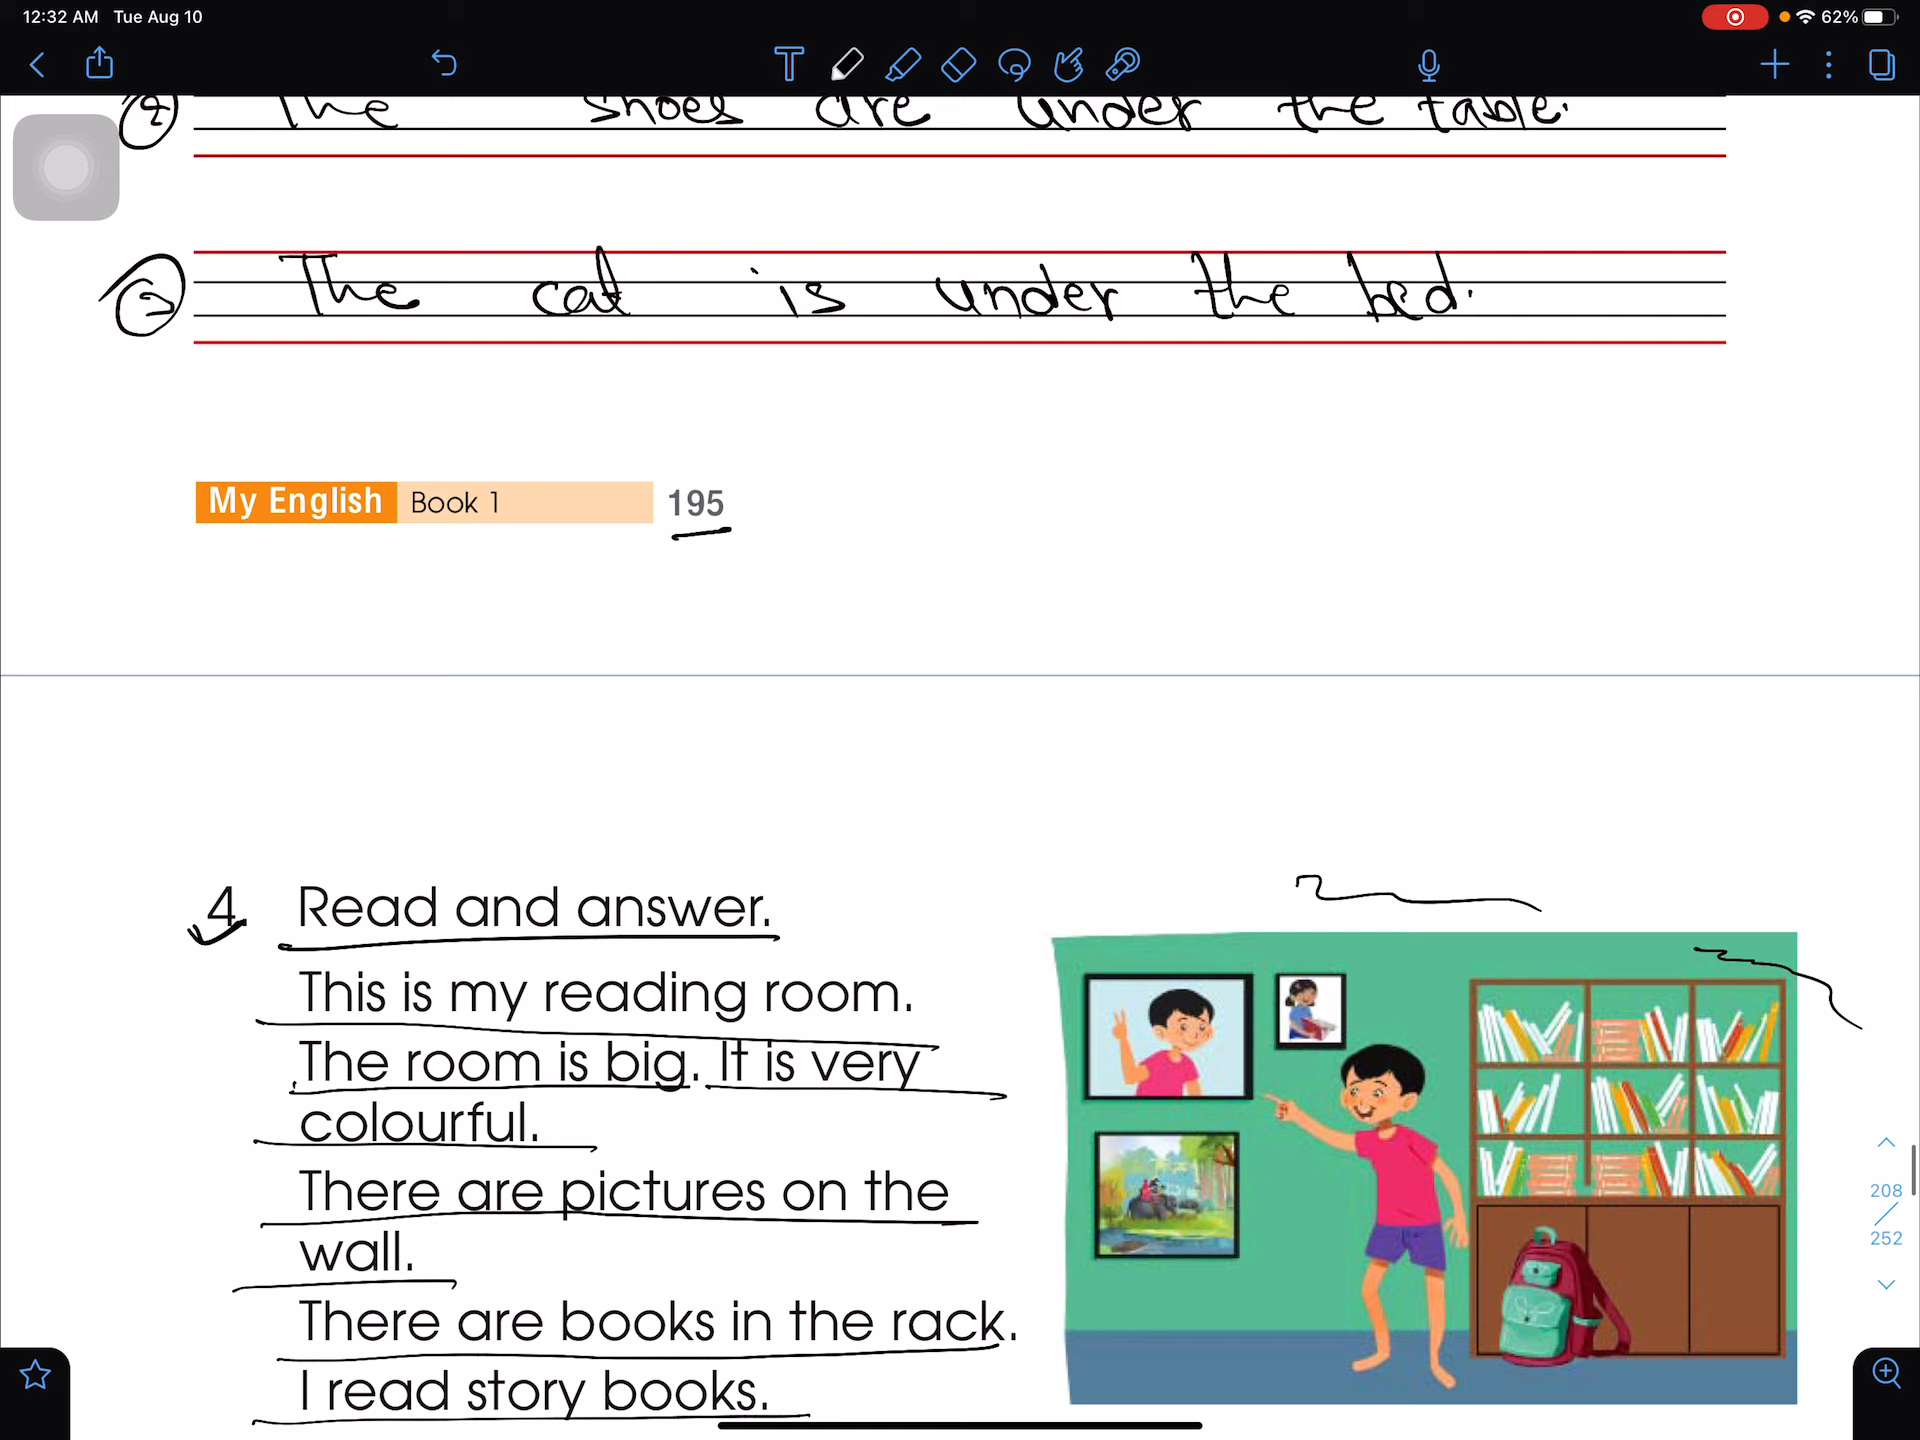 12:32 AM Tue Aug 10 62%
The shoes are under the table.
The cat is under the bed.
My English Book 1 195
4. Read and answer.
This is my reading room.
The room is big. It is very
colourful.
There are pictures on the
wall.
There are books in the rack.
I read story books.
208
252